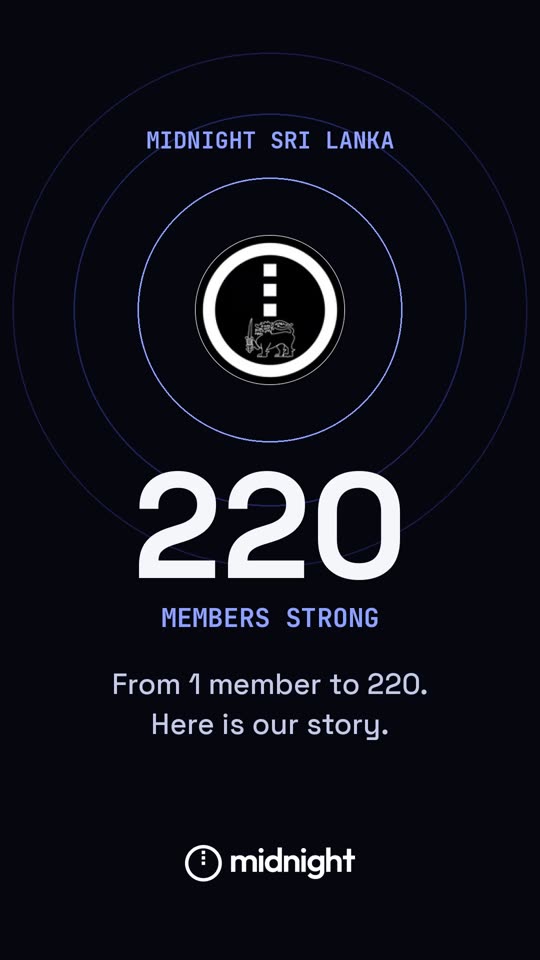 MIDNIGHT SRI LANKA
220
MEMBERS STRONG
From 1 member to 220.
Here is our story.
midnight